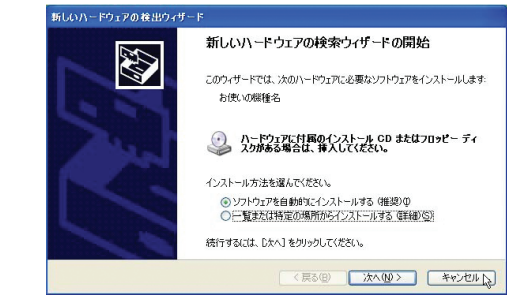 新しいハードウェアの検出ウィザード
新しいハードウェアの検索ウィザードの開始
このウィザードでは、次のハードウェアに必要なソフトウェアをインストールします:
お使いの機種名
ハードウェアに付属のインストール CD またはフロッピー ディ
スクがある場合は、挿入してください。
インストール方法を選んでください。
ソフトウェアを自動的にインストールする (推奨)(I)
一覧または特定の場所からインストールする (詳細)(S)
続行するには、[次へ] をクリックしてください。
< 戻る(B) 次へ(N) > キャンセル